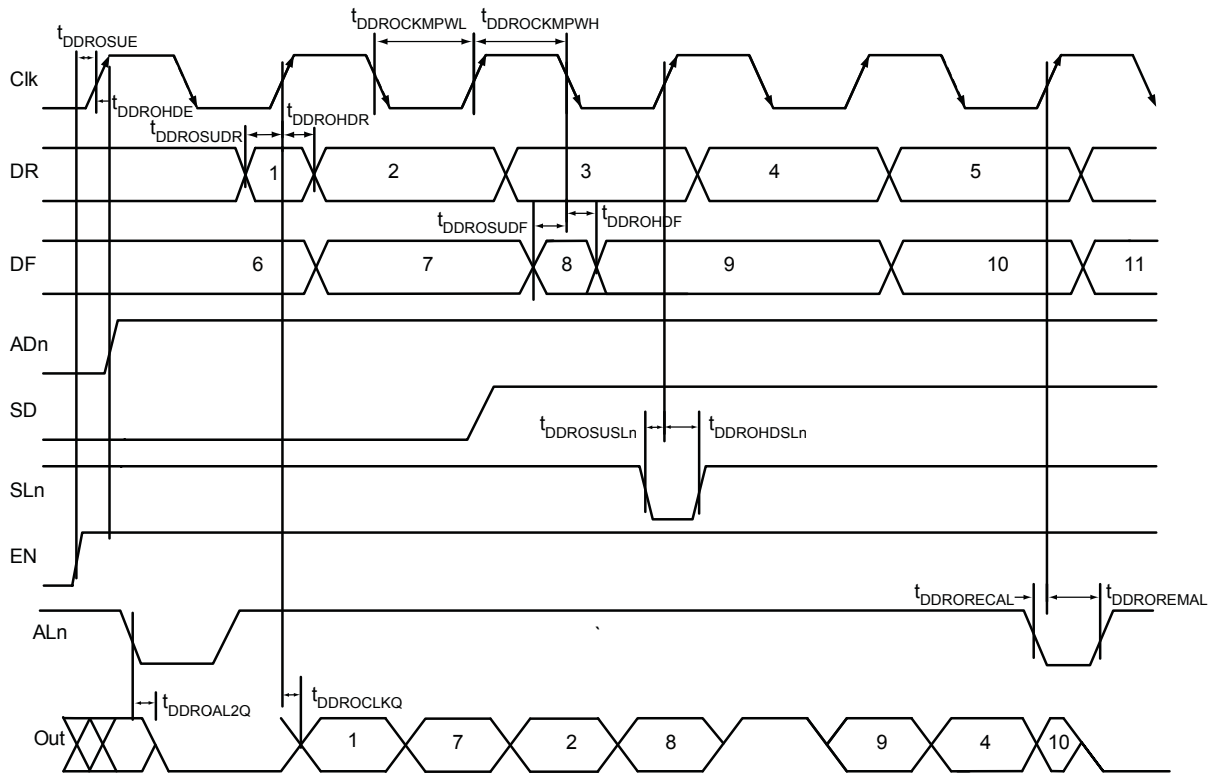 tDDROCKMPWL tDDROCKMPWH
tDDROSUE
Clk
tDDROHDE
tDDROSUDR tDDROHDR
DR 1 2 3 4 5
tDDROSUDF tDDROHDF
DF 6 7 8 9 10 11
ADn
SD
tDDROSUSLn tDDROHDSLn
SLn
EN
tDDRORECAL tDDROREMAL
ALn
tDDROAL2Q tDDROCLKQ
Out 1 7 2 8 9 4 10